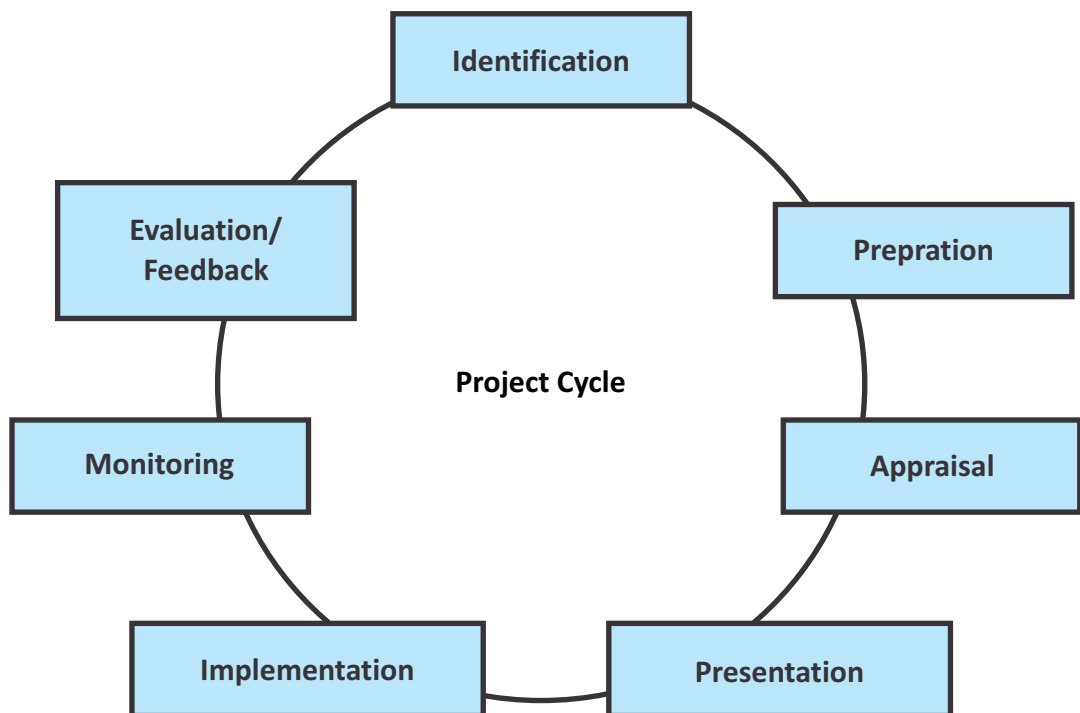 Identification
Evaluation/
Feedback
Prepration
Project Cycle
Monitoring
Appraisal
Implementation
Presentation